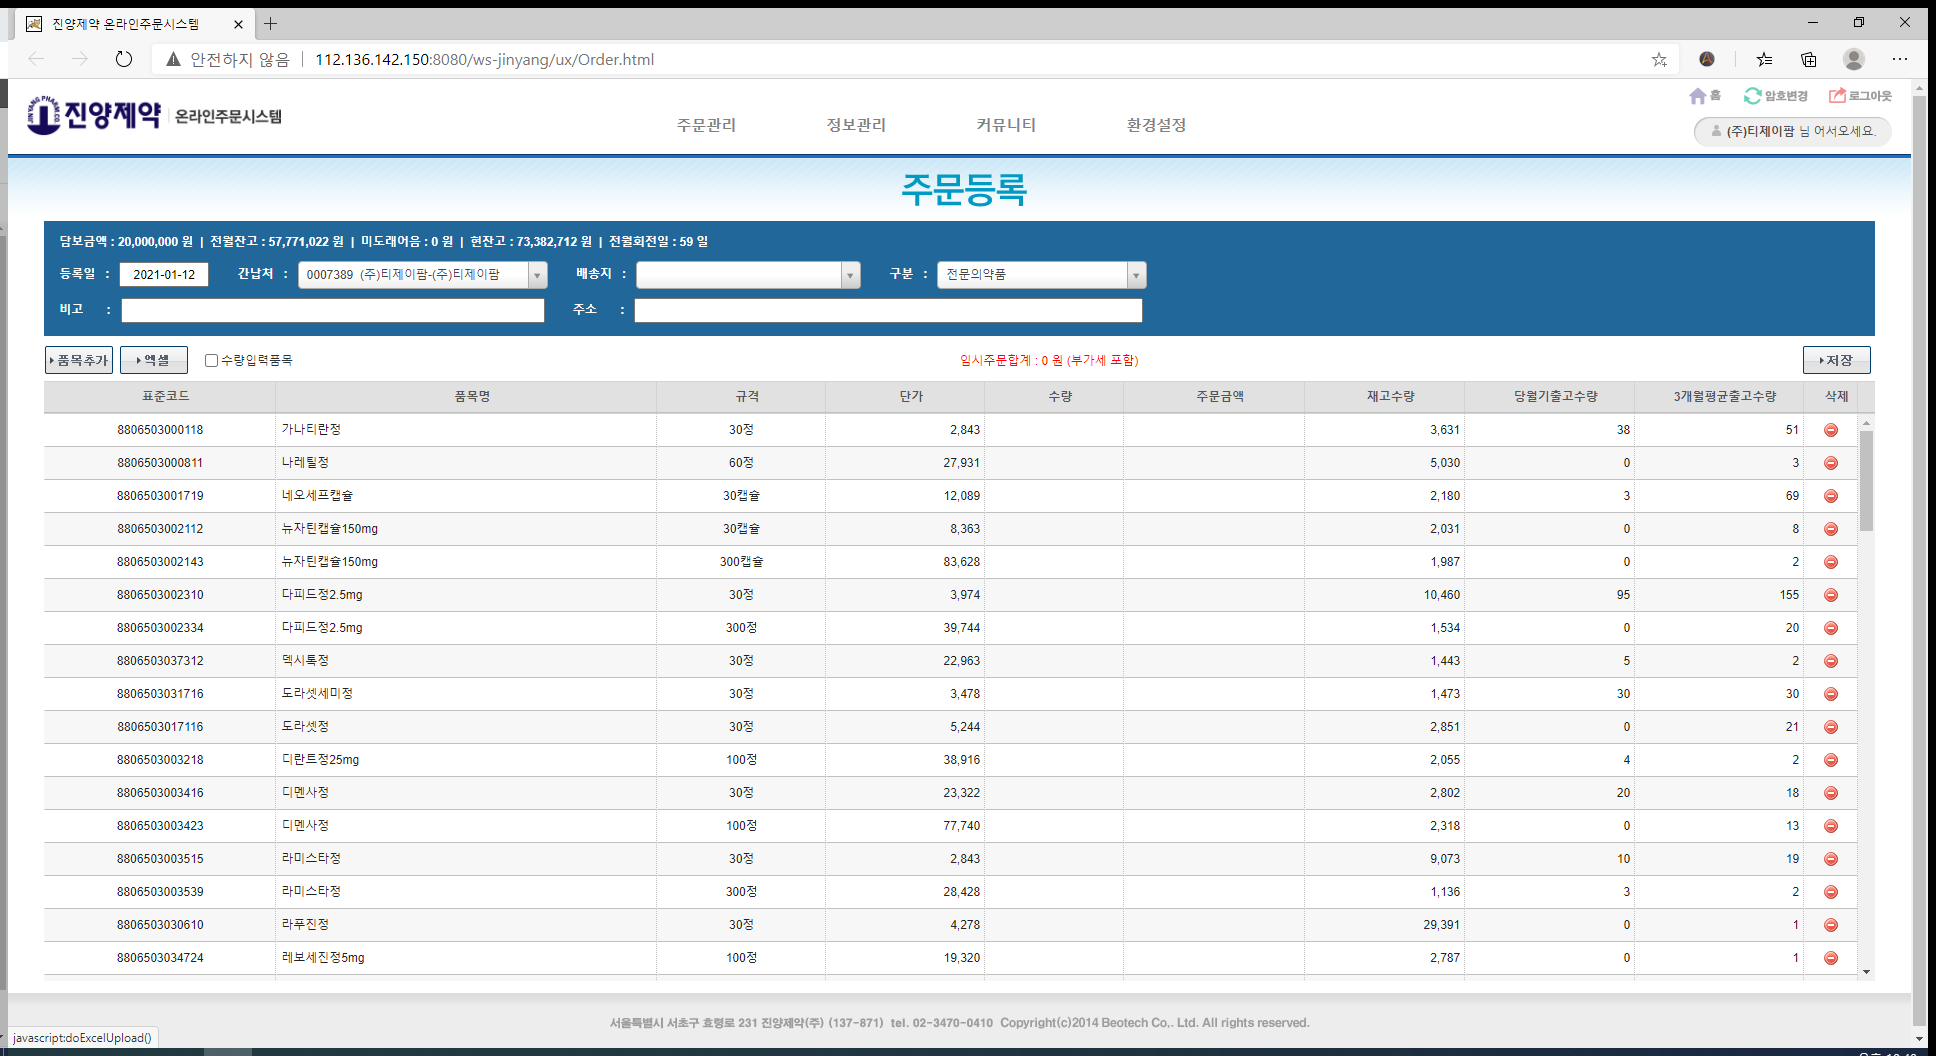 진양제약 온라인주문시스템
안전하지 않음 | 112.136.142.150:8080/ws-jinyang/ux/Order.html
홈 암호변경 로그아웃
JINYANG PHARM.CO 진양제약 온라인주문시스템
주문관리 정보관리 커뮤니티 환경설정
(주)티제이팜 님 어서오세요.
주문등록
담보금액 : 20,000,000 원 | 전월잔고 : 57,771,022 원 | 미도래어음 : 0 원 | 현잔고 : 73,382,712 원 | 전월회전일 : 59 일
등록일 : 2021-01-12 간납처 : 0007389 (주)티제이팜-(주)티제이팜 배송지 : 구분 : 전문의약품
비고 : 주소 :
품목추가 엑셀 수량입력품목 임시주문합계 : 0 원 (부가세 포함) 저장
표준코드 품목명 규격 단가 수량 주문금액 재고수량 당월기출고수량 3개월평균출고수량 삭제
8806503000118 가나티란정 30정 2,843 3,631 38 51
8806503000811 나레틸정 60정 27,931 5,030 0 3
8806503001719 네오세프캡슐 30캡슐 12,089 2,180 3 69
8806503002112 뉴자틴캡슐150mg 30캡슐 8,363 2,031 0 8
8806503002143 뉴자틴캡슐150mg 300캡슐 83,628 1,987 0 2
8806503002310 다피드정2.5mg 30정 3,974 10,460 95 155
8806503002334 다피드정2.5mg 300정 39,744 1,534 0 20
8806503037312 덱시톡정 30정 22,963 1,443 5 2
8806503031716 도라셋세미정 30정 3,478 1,473 30 30
8806503017116 도라셋정 30정 5,244 2,851 0 21
8806503003218 디란트정25mg 100정 38,916 2,055 4 2
8806503003416 디멘사정 30정 23,322 2,802 20 18
8806503003423 디멘사정 100정 77,740 2,318 0 13
8806503003515 라미스타정 30정 2,843 9,073 10 19
8806503003539 라미스타정 300정 28,428 1,136 3 2
8806503030610 라푸진정 30정 4,278 29,391 0 1
8806503034724 레보세진정5mg 100정 19,320 2,787 0 1
서울특별시 서초구 효령로 231 진양제약(주) (137-871) tel. 02-3470-0410 Copyright(c)2014 Beotech Co,. Ltd. All rights reserved.
javascript:doExcelUpload()